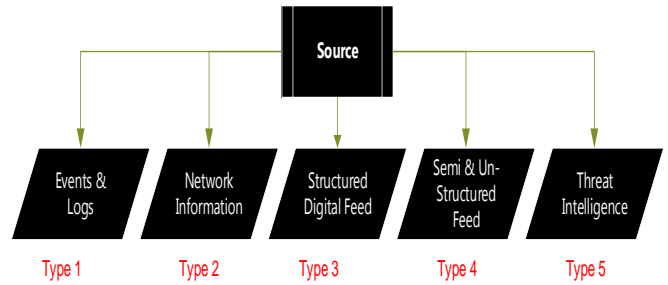 Source
Events &
Logs
Network
Information
Structured
Digital Feed
Semi & Un-
Structured
Feed
Threat
Intelligence
Type 1
Type 2
Type 3
Type 4
Type 5